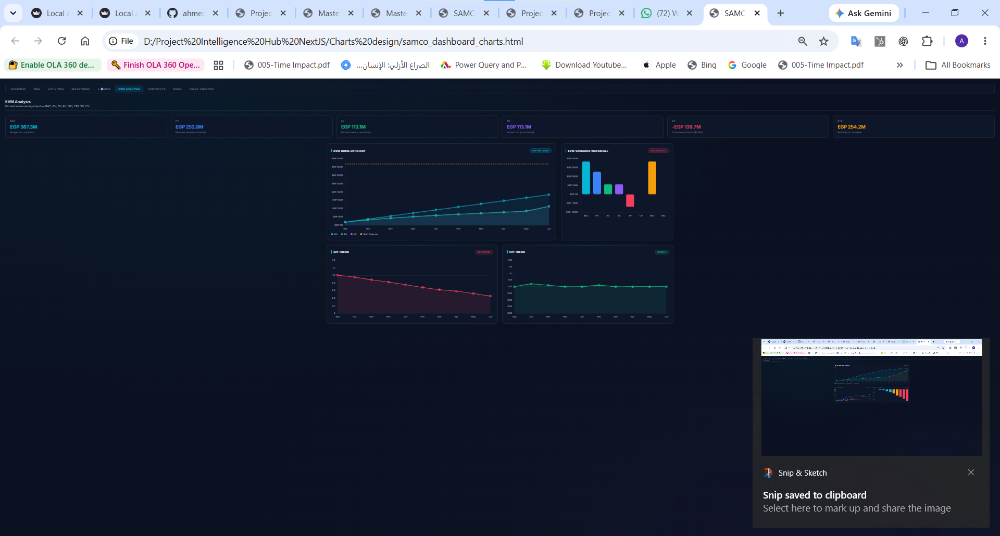 Local A
Local A
ahmed
Projec
Maste
Maste
SAMC
Projec
Projec
(72) W
SAMC
Ask Gemini
File
D:/Project%20Intelligence%20Hub%20NextJS/Charts%20design/samco_dashboard_charts.html
A
Enable OLA 360 de...
Finish OLA 360 Ope...
005-Time Impact.pdf
الصراع الأزلي: الإنسان...
Power Query and P...
Download Youtube...
Apple
Bing
Google
005-Time Impact.pdf
All Bookmarks
OVERVIEW WBS ACTIVITIES MILESTONES S-CURVE EVM ANALYSIS CONTRACTS RISKS DELAY ANALYSIS
EVM Analysis
Earned value management — BAC, PV, EV, AC, SPI, CPI, SV, CV
BAC
EGP 367.3M
Budget at completion
PV
EGP 252.8M
Planned value (cumulative)
EV
EGP 113.1M
Earned value (cumulative)
AC
EGP 113.1M
Actual cost (cumulative)
SV
-EGP 139.7M
Schedule variance (EV-PV)
ETC
EGP 254.2M
Estimate to complete
EVM BURN-UP CHART
EGP MILLIONS
EGP 400M
EGP 350M
EGP 300M
EGP 250M
EGP 200M
EGP 150M
EGP 100M
EGP 50M
EGP 0M
Sep Oct Nov Dec Jan Feb Mar Apr May Jun
PV EV AC EAC forecast
EVM VARIANCE WATERFALL
NEGATIVE SV
EGP 400M
EGP 300M
EGP 200M
EGP 100M
EGP 0M
EGP -100M
EGP -200M
BAC PV EV AC SV CV EAC VAC
SPI TREND
DECLINING
1.4
1.2
1.0
0.8
0.6
0.4
0.2
0
Sep Oct Nov Dec Jan Feb Mar Apr May Jun
CPI TREND
STABLE
1.20
1.15
1.10
1.05
1.00
0.95
0.90
0.85
0.80
Sep Oct Nov Dec Jan Feb Mar Apr May Jun
Snip & Sketch
Snip saved to clipboard
Select here to mark up and share the image